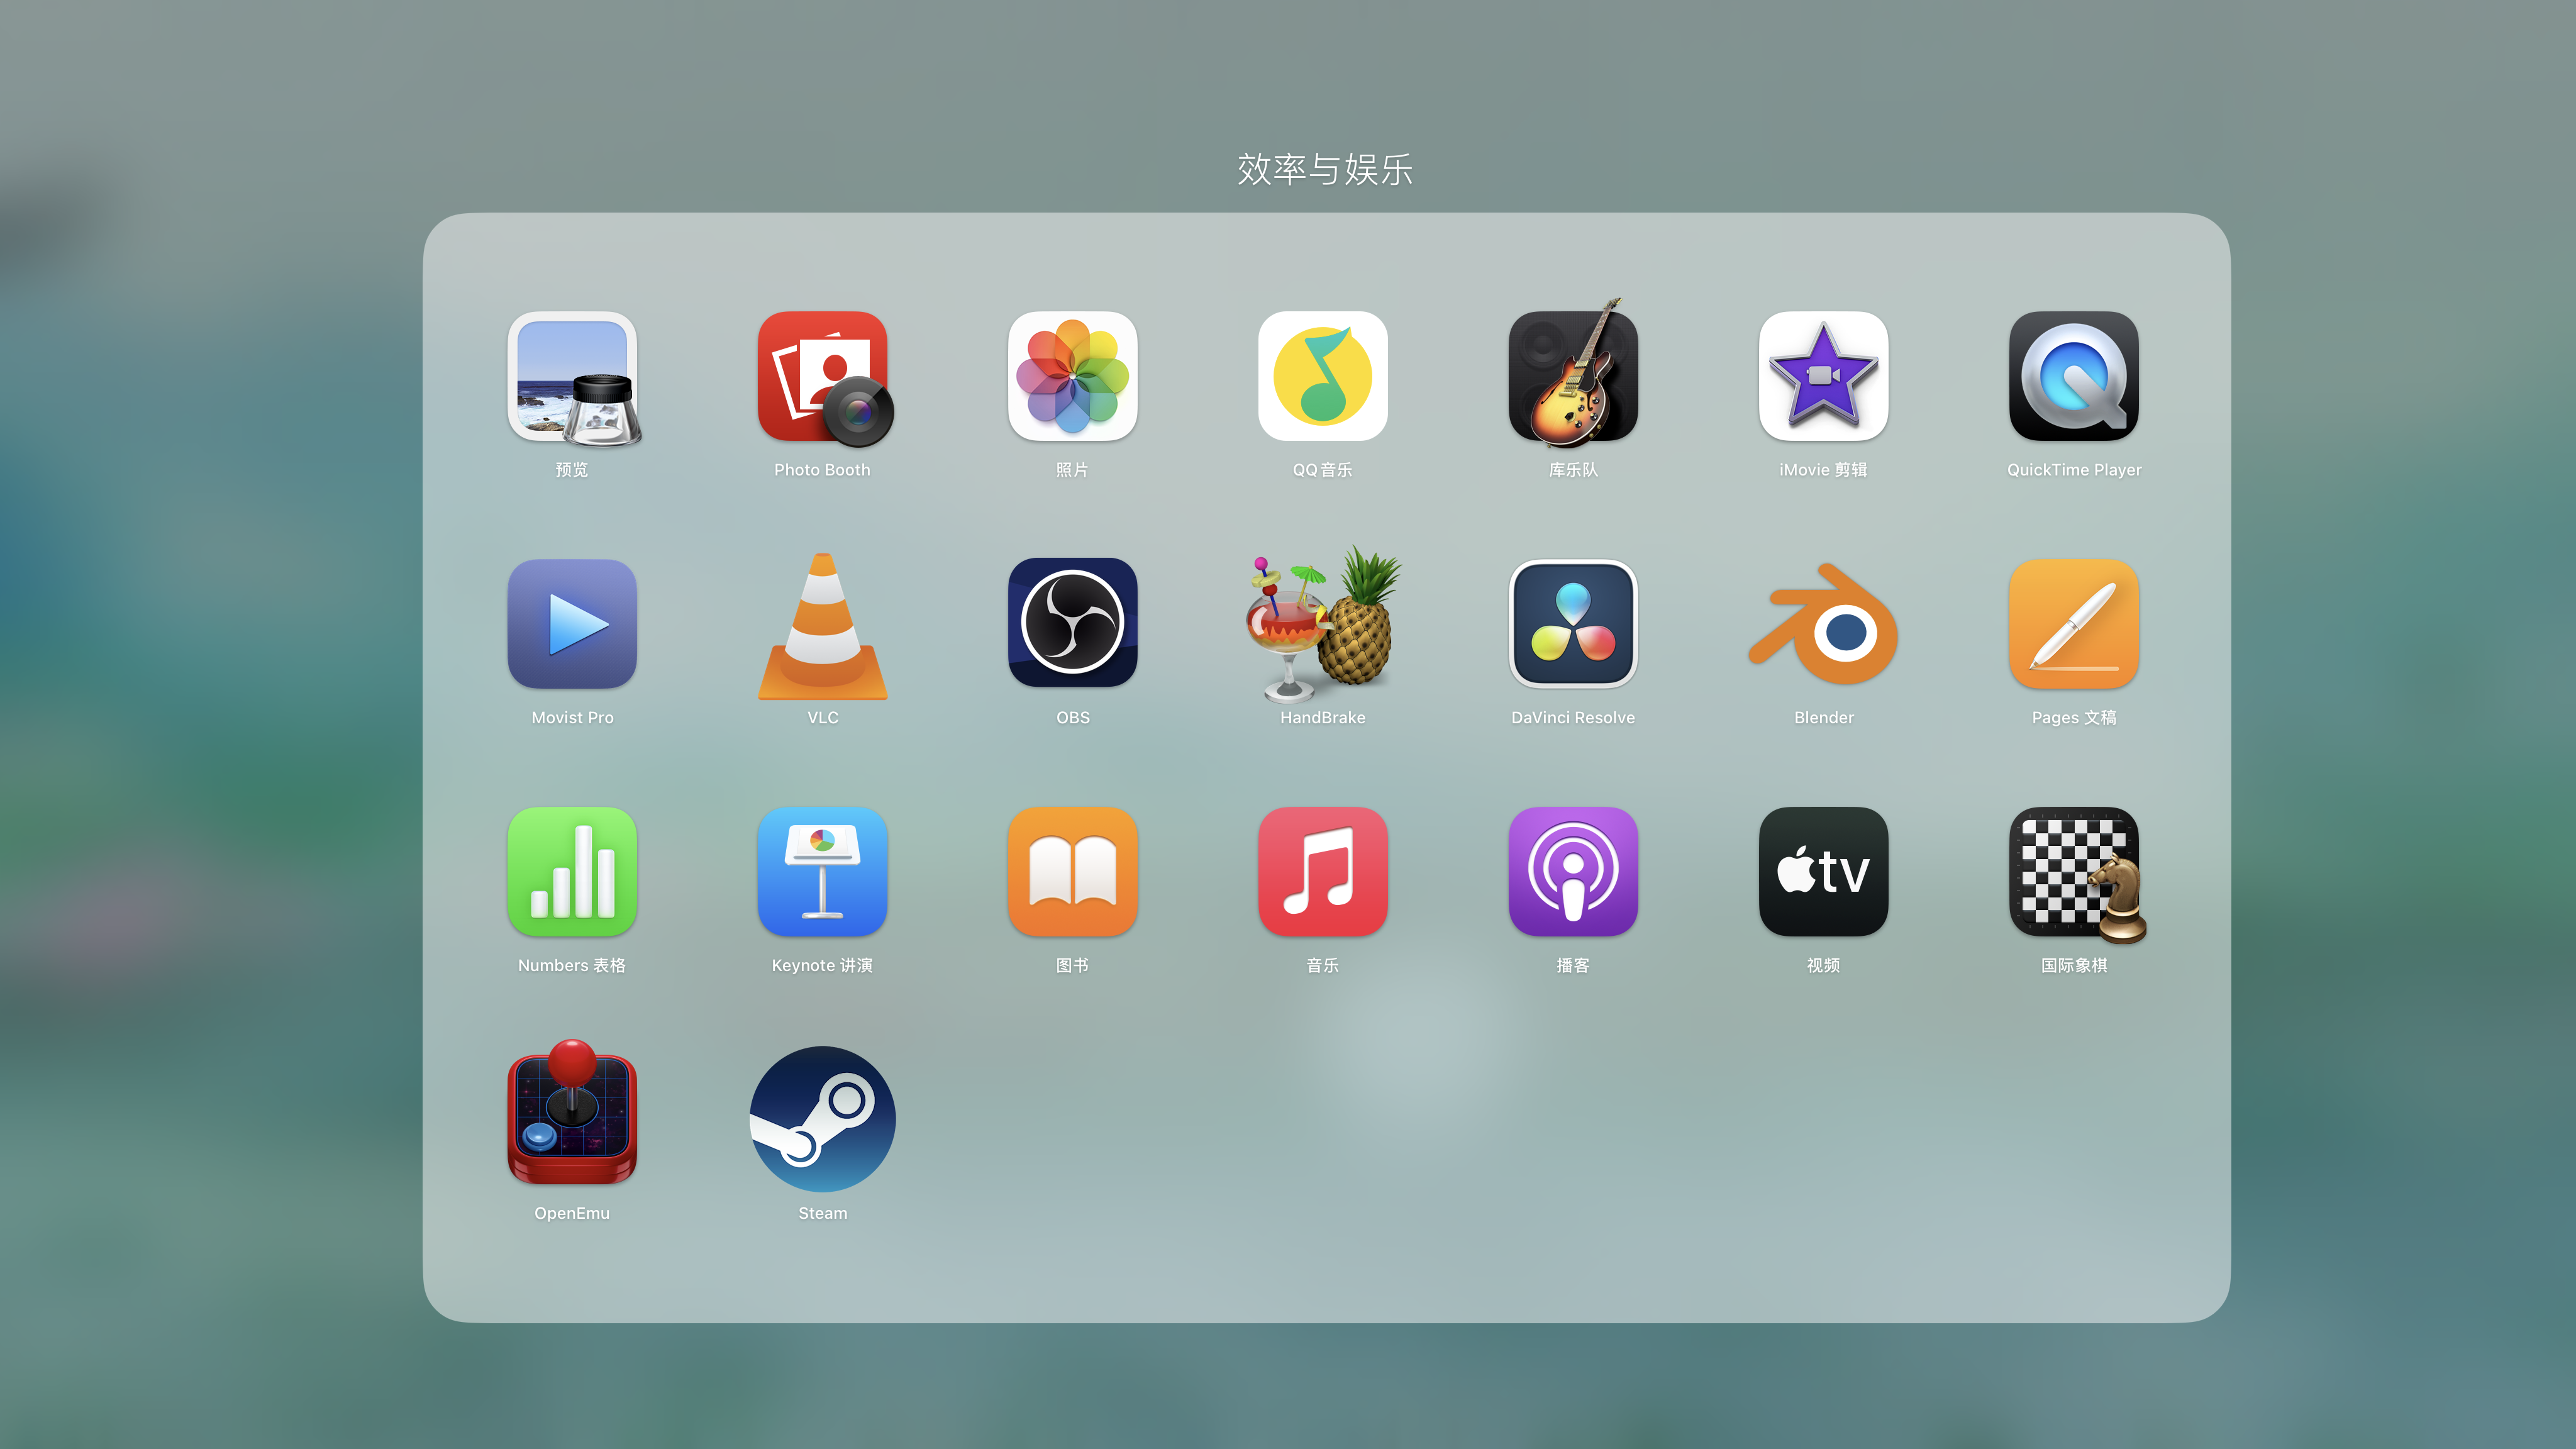 效率与娱乐
预览
Photo Booth
照片
QQ音乐
库乐队
iMovie 剪辑
QuickTime Player
Movist Pro
VLC
OBS
HandBrake
DaVinci Resolve
Blender
Pages 文稿
tv
Numbers 表格
Keynote 讲演
图书
音乐
播客
视频
国际象棋
OpenEmu
Steam